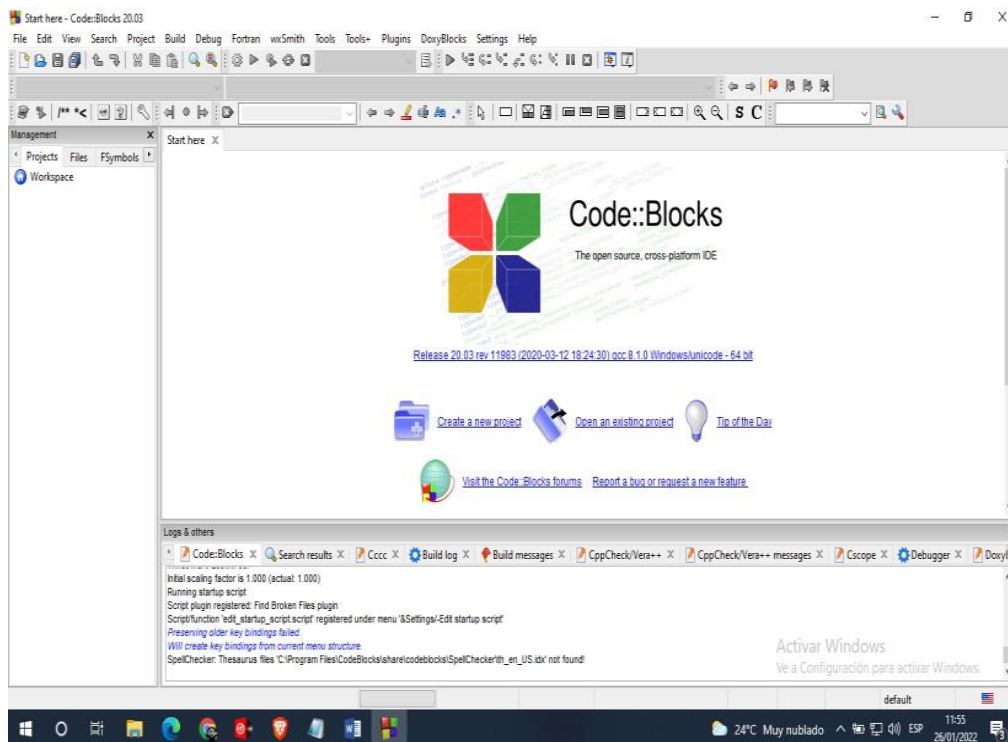 Start here - Code::Blocks 20.03
File Edit View Search Project Build Debug Fortran wxSmith Tools Tools+ Plugins DoxyBlocks Settings Help
S C
Management X
Projects Files FSymbols
Start here X
Workspace
Code::Blocks
The open source, cross-platform IDE
Release 20.03 rev 11983 (2020-03-12 18:24:30) gcc 8.1.0 Windows/unicode - 64 bit
Create a new project Open an existing project Tip of the Day
Visit the Code::Blocks forums Report a bug or request a new feature
Logs & others
Code::Blocks X Search results X Cccc X Build log X Build messages X CppCheck/Vera++ X CppCheck/Vera++ messages X Cscope X Debugger X Doxy
Initial scaling factor is 1.000 (actual: 1.000)
Running startup script
Script plugin registered: Find Broken Files plugin
Script/function 'edit_startup_script.script' registered under menu '&Settings/-Edit startup script'
Preserving older key bindings failed.
Will create key bindings from current menu structure.
SpellChecker: Thesaurus files 'C:\Program Files\CodeBlocks\share\codeblocks\SpellChecker\th_en_US.idx' not found!
Activar Windows
Ve a Configuración para activar Windows.
default
24°C Muy nublado ESP 11:55
26/01/2022